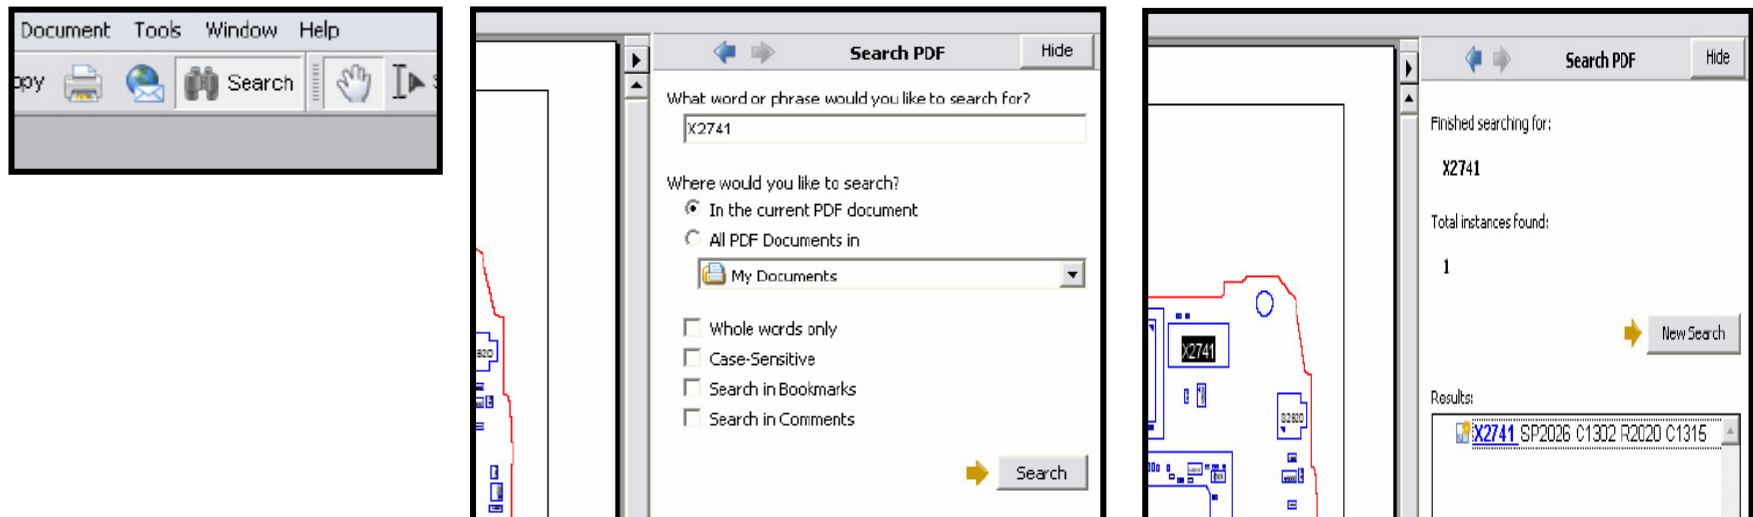 Document Tools Window Help
opy Search
Search PDF Hide
What word or phrase would you like to search for?
X2741
Where would you like to search?
In the current PDF document
All PDF Documents in
My Documents
Whole words only
Case-Sensitive
Search in Bookmarks
Search in Comments
Search
Search PDF Hide
Finished searching for:
X2741
Total instances found:
1
New Search
Results:
X2741 SP2026 C1302 R2020 C1315
X2741